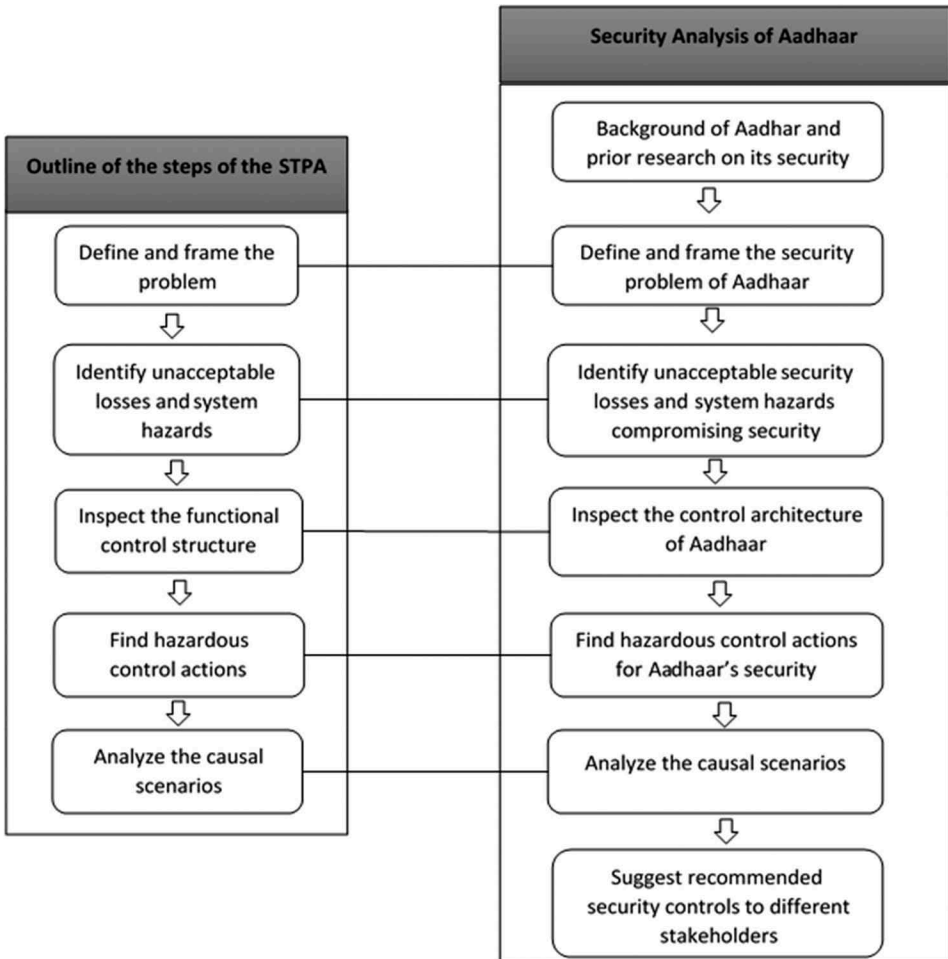 Outline of the steps of the STPA
Define and frame the
problem
Identify unacceptable
losses and system
hazards
Inspect the functional
control structure
Find hazardous
control actions
Analyze the causal
scenarios
Security Analysis of Aadhaar
Background of Aadhar and
prior research on its security
Define and frame the security
problem of Aadhaar
Identify unacceptable security
losses and system hazards
compromising security
Inspect the control architecture
of Aadhaar
Find hazardous control actions
for Aadhaar’s security
Analyze the causal scenarios
Suggest recommended
security controls to different
stakeholders